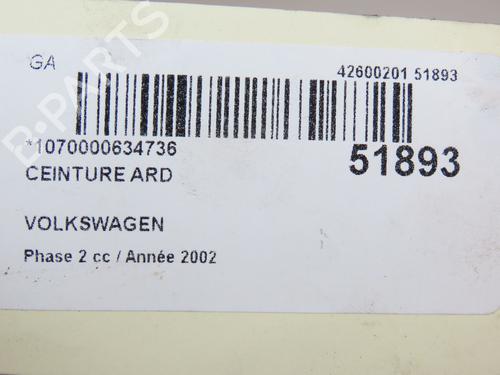 GA
42600201 51893
*1070000634736
51893
CEINTURE ARD
VOLKSWAGEN
Phase 2 cc / Année 2002
B-PARTS